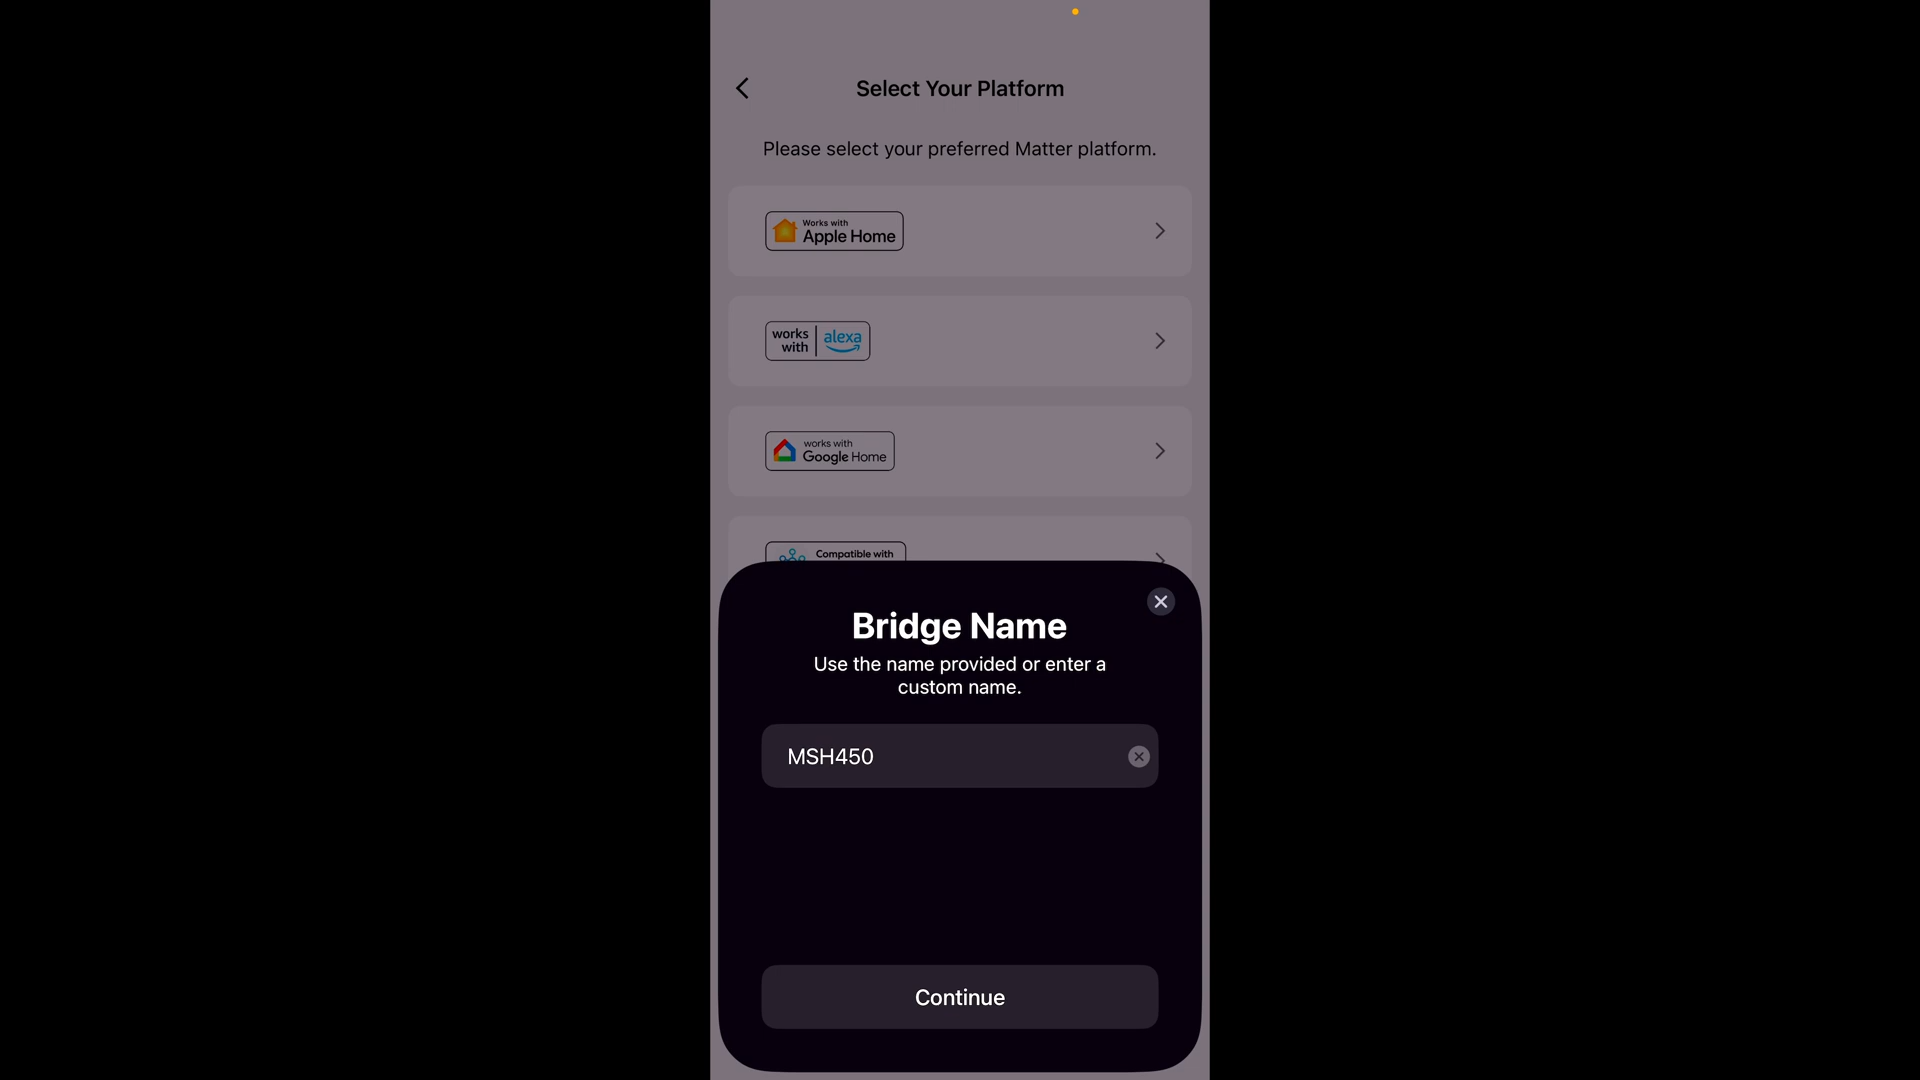 Select Your Platform
Please select your preferred Matter platform.
Works with
Apple Home
works
with
alexa
works with
Google Home
Compatible with
Bridge Name
Use the name provided or enter a
custom name.
MSH450
Continue